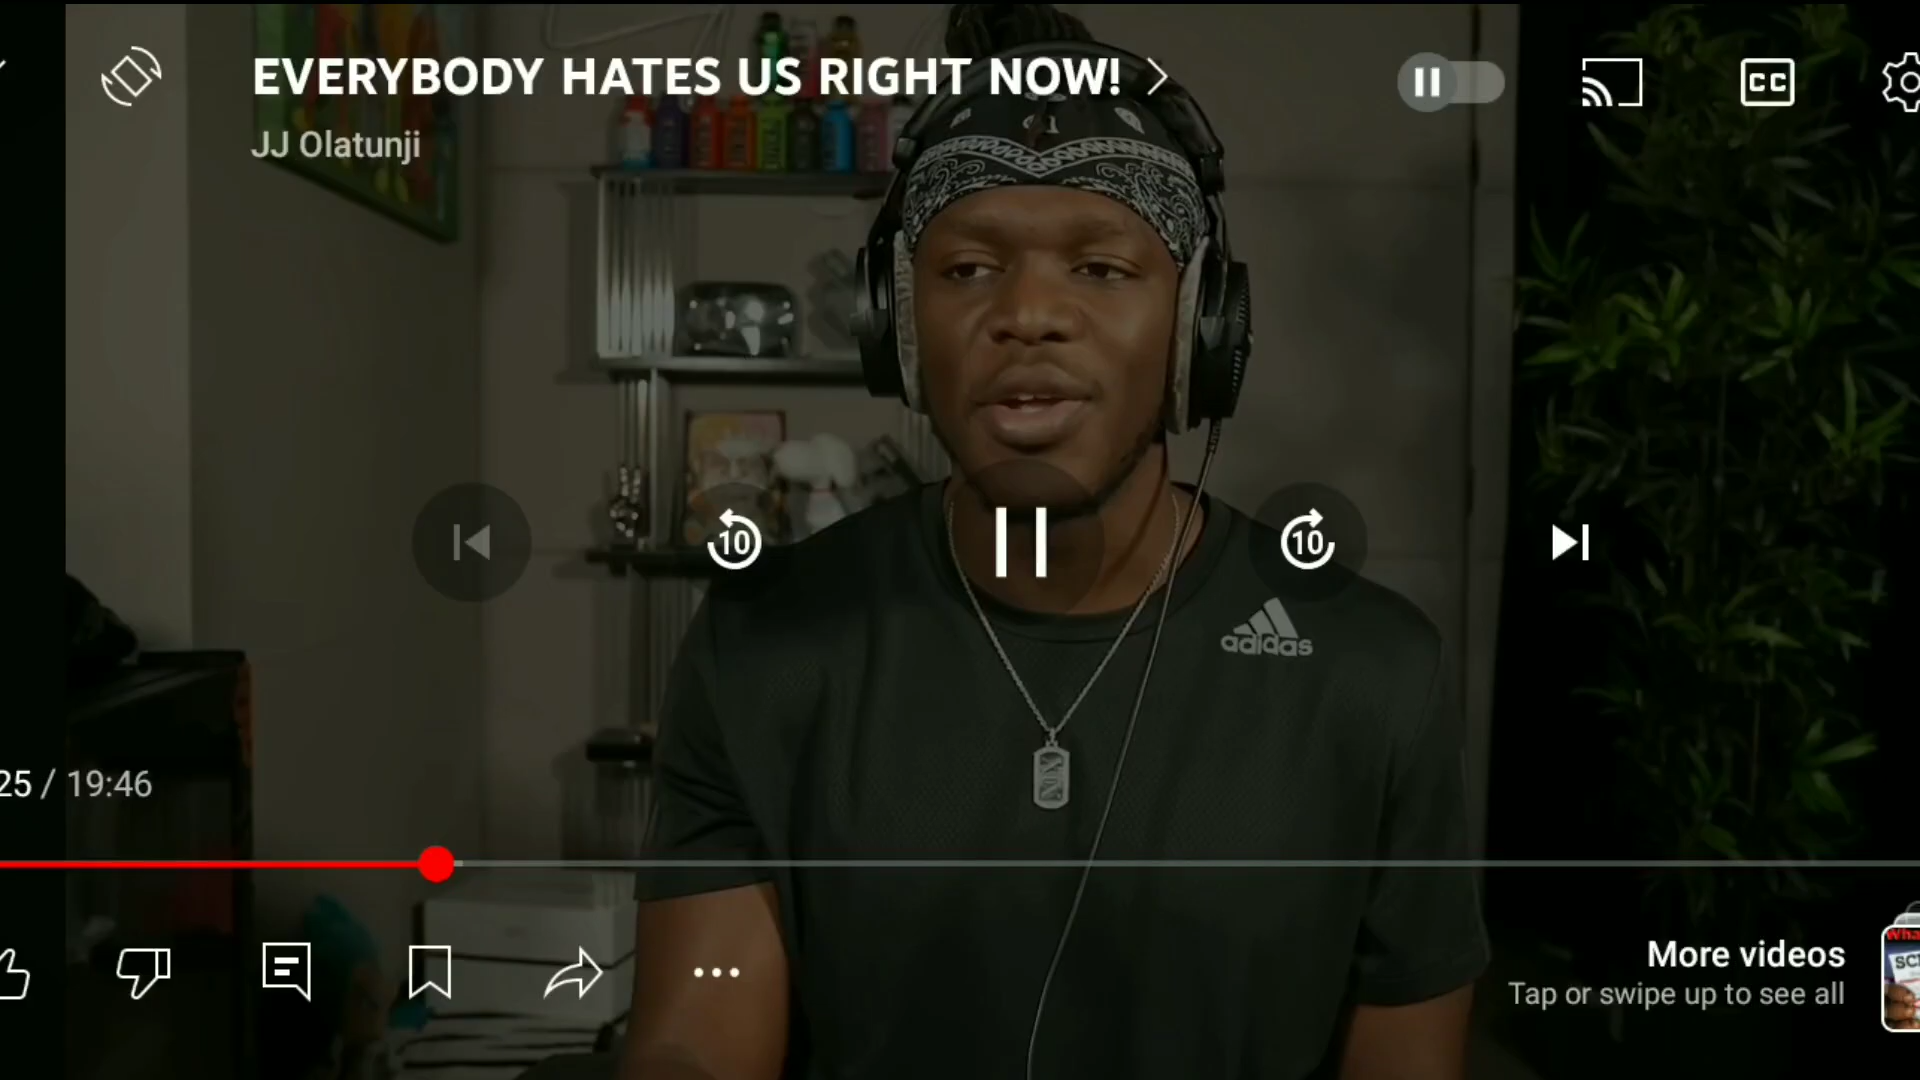 EVERYBODY HATES US RIGHT NOW!
JJ Olatunji
CC
10
10
adidas
25 / 19:46
More videos
Tap or swipe up to see all